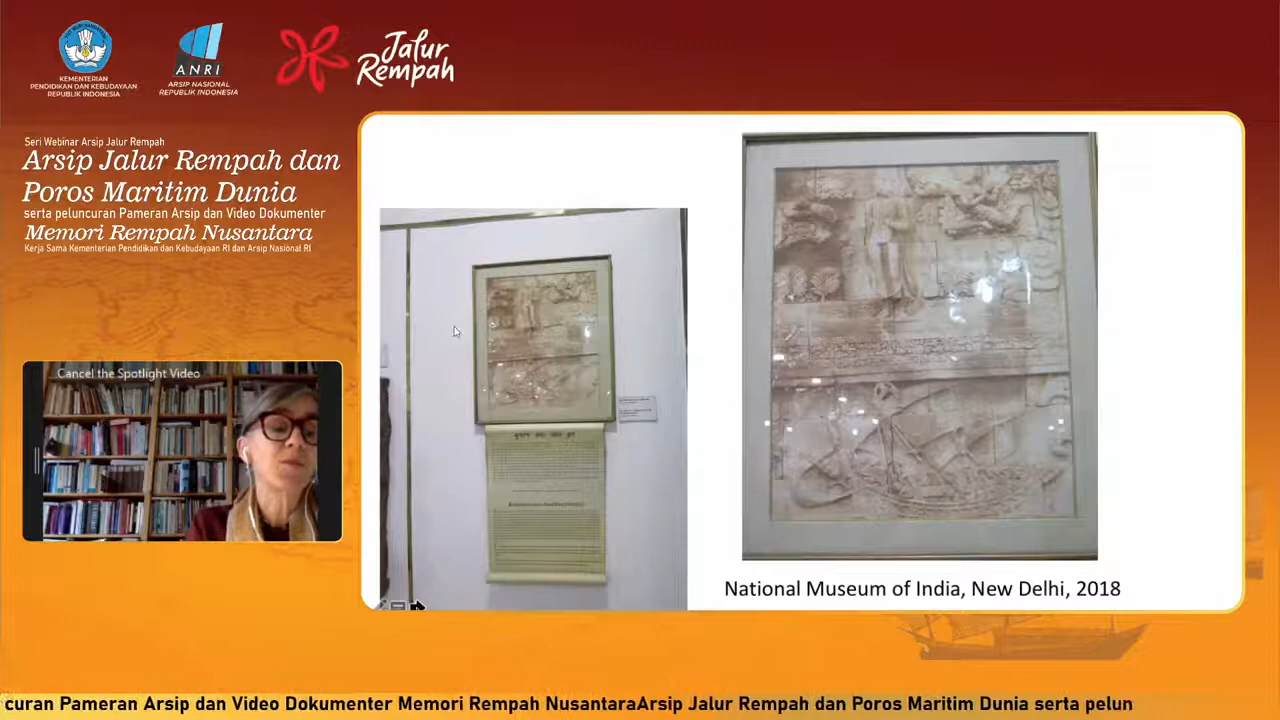 KEMENTERIAN
PENDIDIKAN DAN KEBUDAYAAN
REPUBLIK INDONESIA
ANRI
ARSIP NASIONAL
REPUBLIK INDONESIA
Jalur
Rempah
Seri Webinar Arsip Jalur Rempah
Arsip Jalur Rempah dan
Poros Maritim Dunia
serta peluncuran Pameran Arsip dan Video Dokumenter
Memori Rempah Nusantara
Kerja Sama Kementerian Pendidikan dan Kebudayaan RI dan Arsip Nasional RI
Cancel the Spotlight Video
National Museum of India, New Delhi, 2018
curan Pameran Arsip dan Video Dokumenter Memori Rempah NusantaraArsip Jalur Rempah dan Poros Maritim Dunia serta pelun